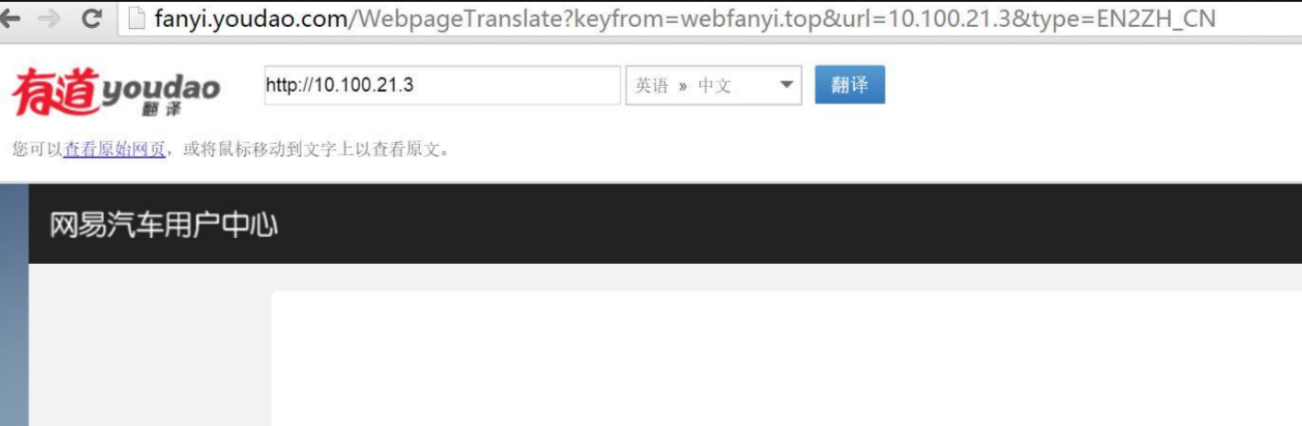 fanyi.youdao.com/WebpageTranslate?keyfrom=webfanyi.top&url=10.100.21.3&type=EN2ZH_CN
有道 youdao 翻译 http://10.100.21.3 英语 » 中文 翻译
您可以查看原始网页，或将鼠标移动到文字上以查看原文。
网易汽车用户中心